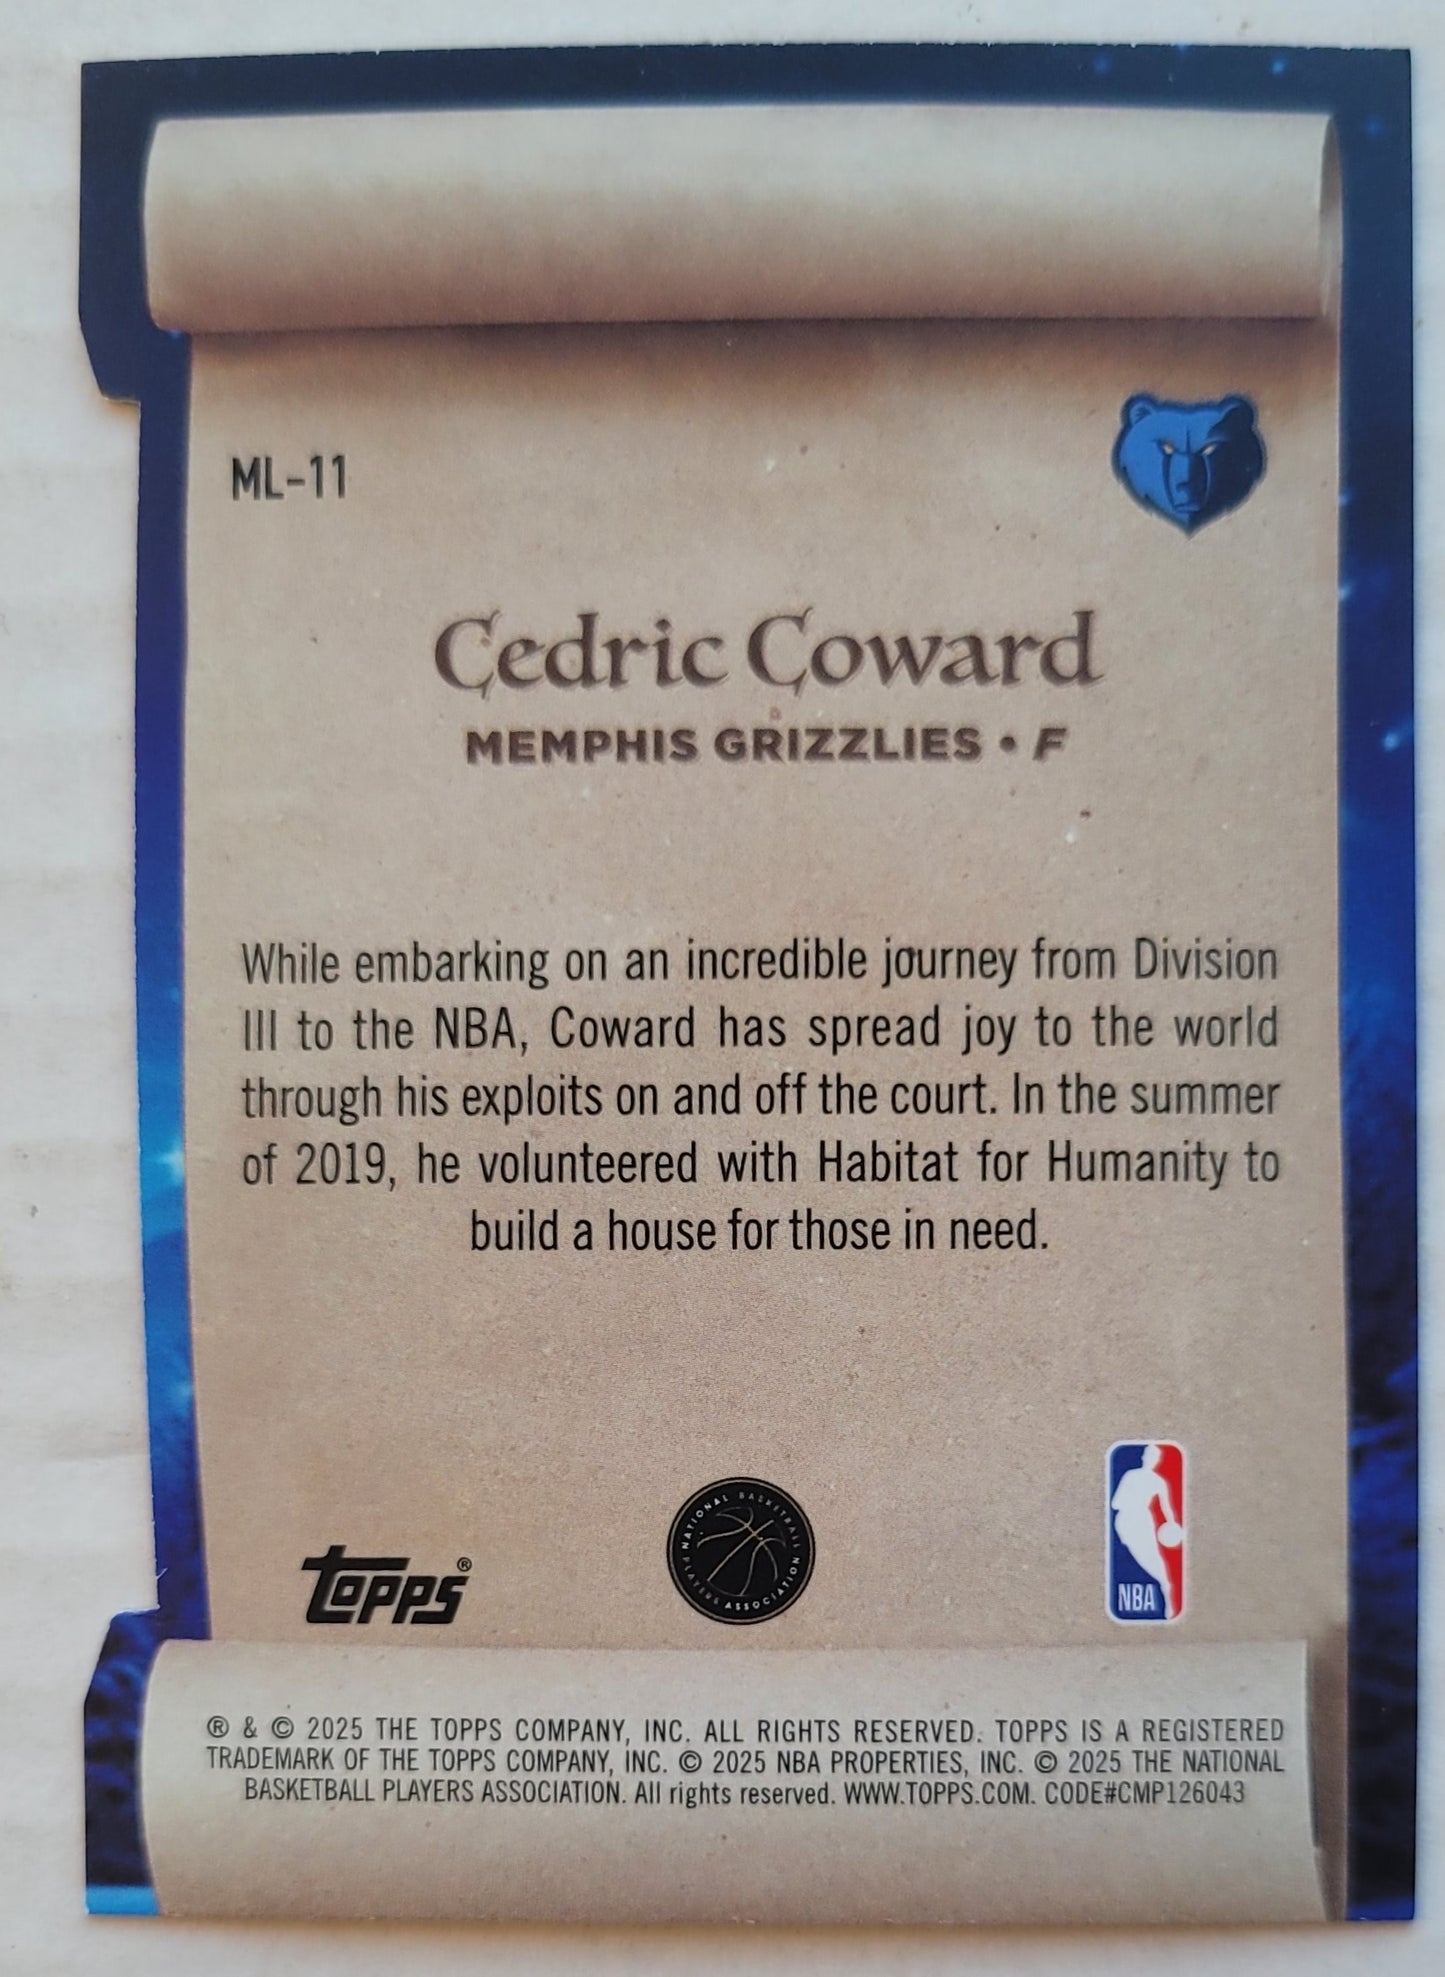 ML-11
Cedric Coward
MEMPHIS GRIZZLIES • F
While embarking on an incredible journey from Division
III to the NBA, Coward has spread joy to the world
through his exploits on and off the court. In the summer
of 2019, he volunteered with Habitat for Humanity to
build a house for those in need.
Topps®
NATIONAL BASKETBALL PLAYERS ASSOCIATION
NBA
® & © 2025 THE TOPPS COMPANY, INC. ALL RIGHTS RESERVED. TOPPS IS A REGISTERED
TRADEMARK OF THE TOPPS COMPANY, INC. © 2025 NBA PROPERTIES, INC. © 2025 THE NATIONAL
BASKETBALL PLAYERS ASSOCIATION. All rights reserved. WWW.TOPPS.COM. CODE#CMP126043